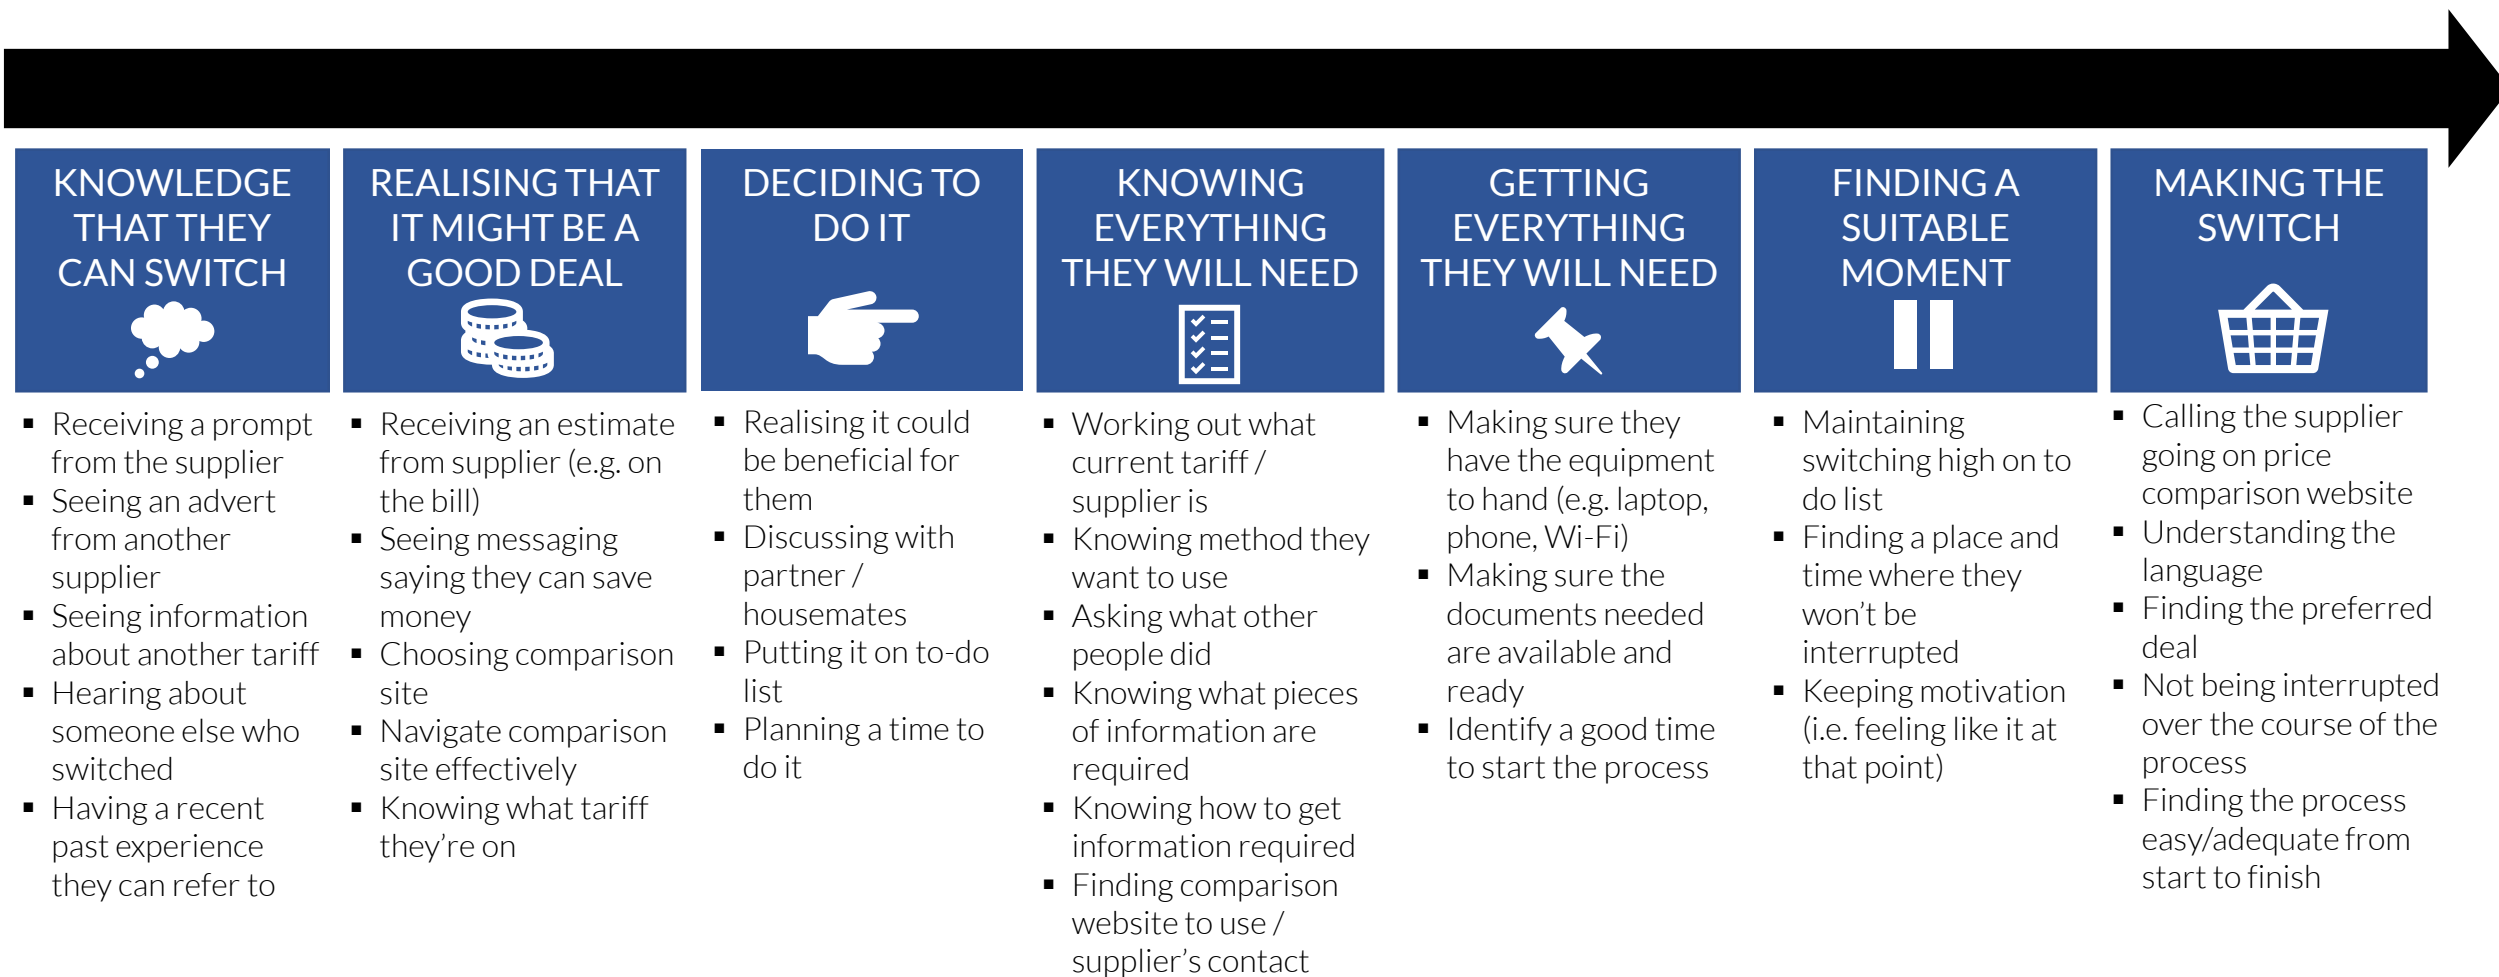 KNOWLEDGE
THAT THEY
CAN SWITCH
▪ Receiving a prompt
from the supplier
▪ Seeing an advert
from another
supplier
▪ Seeing information
about another tariff
▪ Hearing about
someone else who
switched
▪ Having a recent
past experience
they can refer to
REALISING THAT
IT MIGHT BE A
GOOD DEAL
▪ Receiving an estimate
from supplier (e.g. on
the bill)
▪ Seeing messaging
saying they can save
money
▪ Choosing comparison
site
▪ Navigate comparison
site effectively
▪ Knowing what tariff
they’re on
DECIDING TO
DO IT
▪ Realising it could
be beneficial for
them
▪ Discussing with
partner /
housemates
▪ Putting it on to-do
list
▪ Planning a time to
do it
KNOWING
EVERYTHING
THEY WILL NEED
▪ Working out what
current tariff /
supplier is
▪ Knowing method they
want to use
▪ Asking what other
people did
▪ Knowing what pieces
of information are
required
▪ Knowing how to get
information required
▪ Finding comparison
website to use /
supplier’s contact
GETTING
EVERYTHING
THEY WILL NEED
▪ Making sure they
have the equipment
to hand (e.g. laptop,
phone, Wi-Fi)
▪ Making sure the
documents needed
are available and
ready
▪ Identify a good time
to start the process
FINDING A
SUITABLE
MOMENT
▪ Maintaining
switching high on to
do list
▪ Finding a place and
time where they
won’t be
interrupted
▪ Keeping motivation
(i.e. feeling like it at
that point)
MAKING THE
SWITCH
▪ Calling the supplier
going on price
comparison website
▪ Understanding the
language
▪ Finding the preferred
deal
▪ Not being interrupted
over the course of the
process
▪ Finding the process
easy/adequate from
start to finish